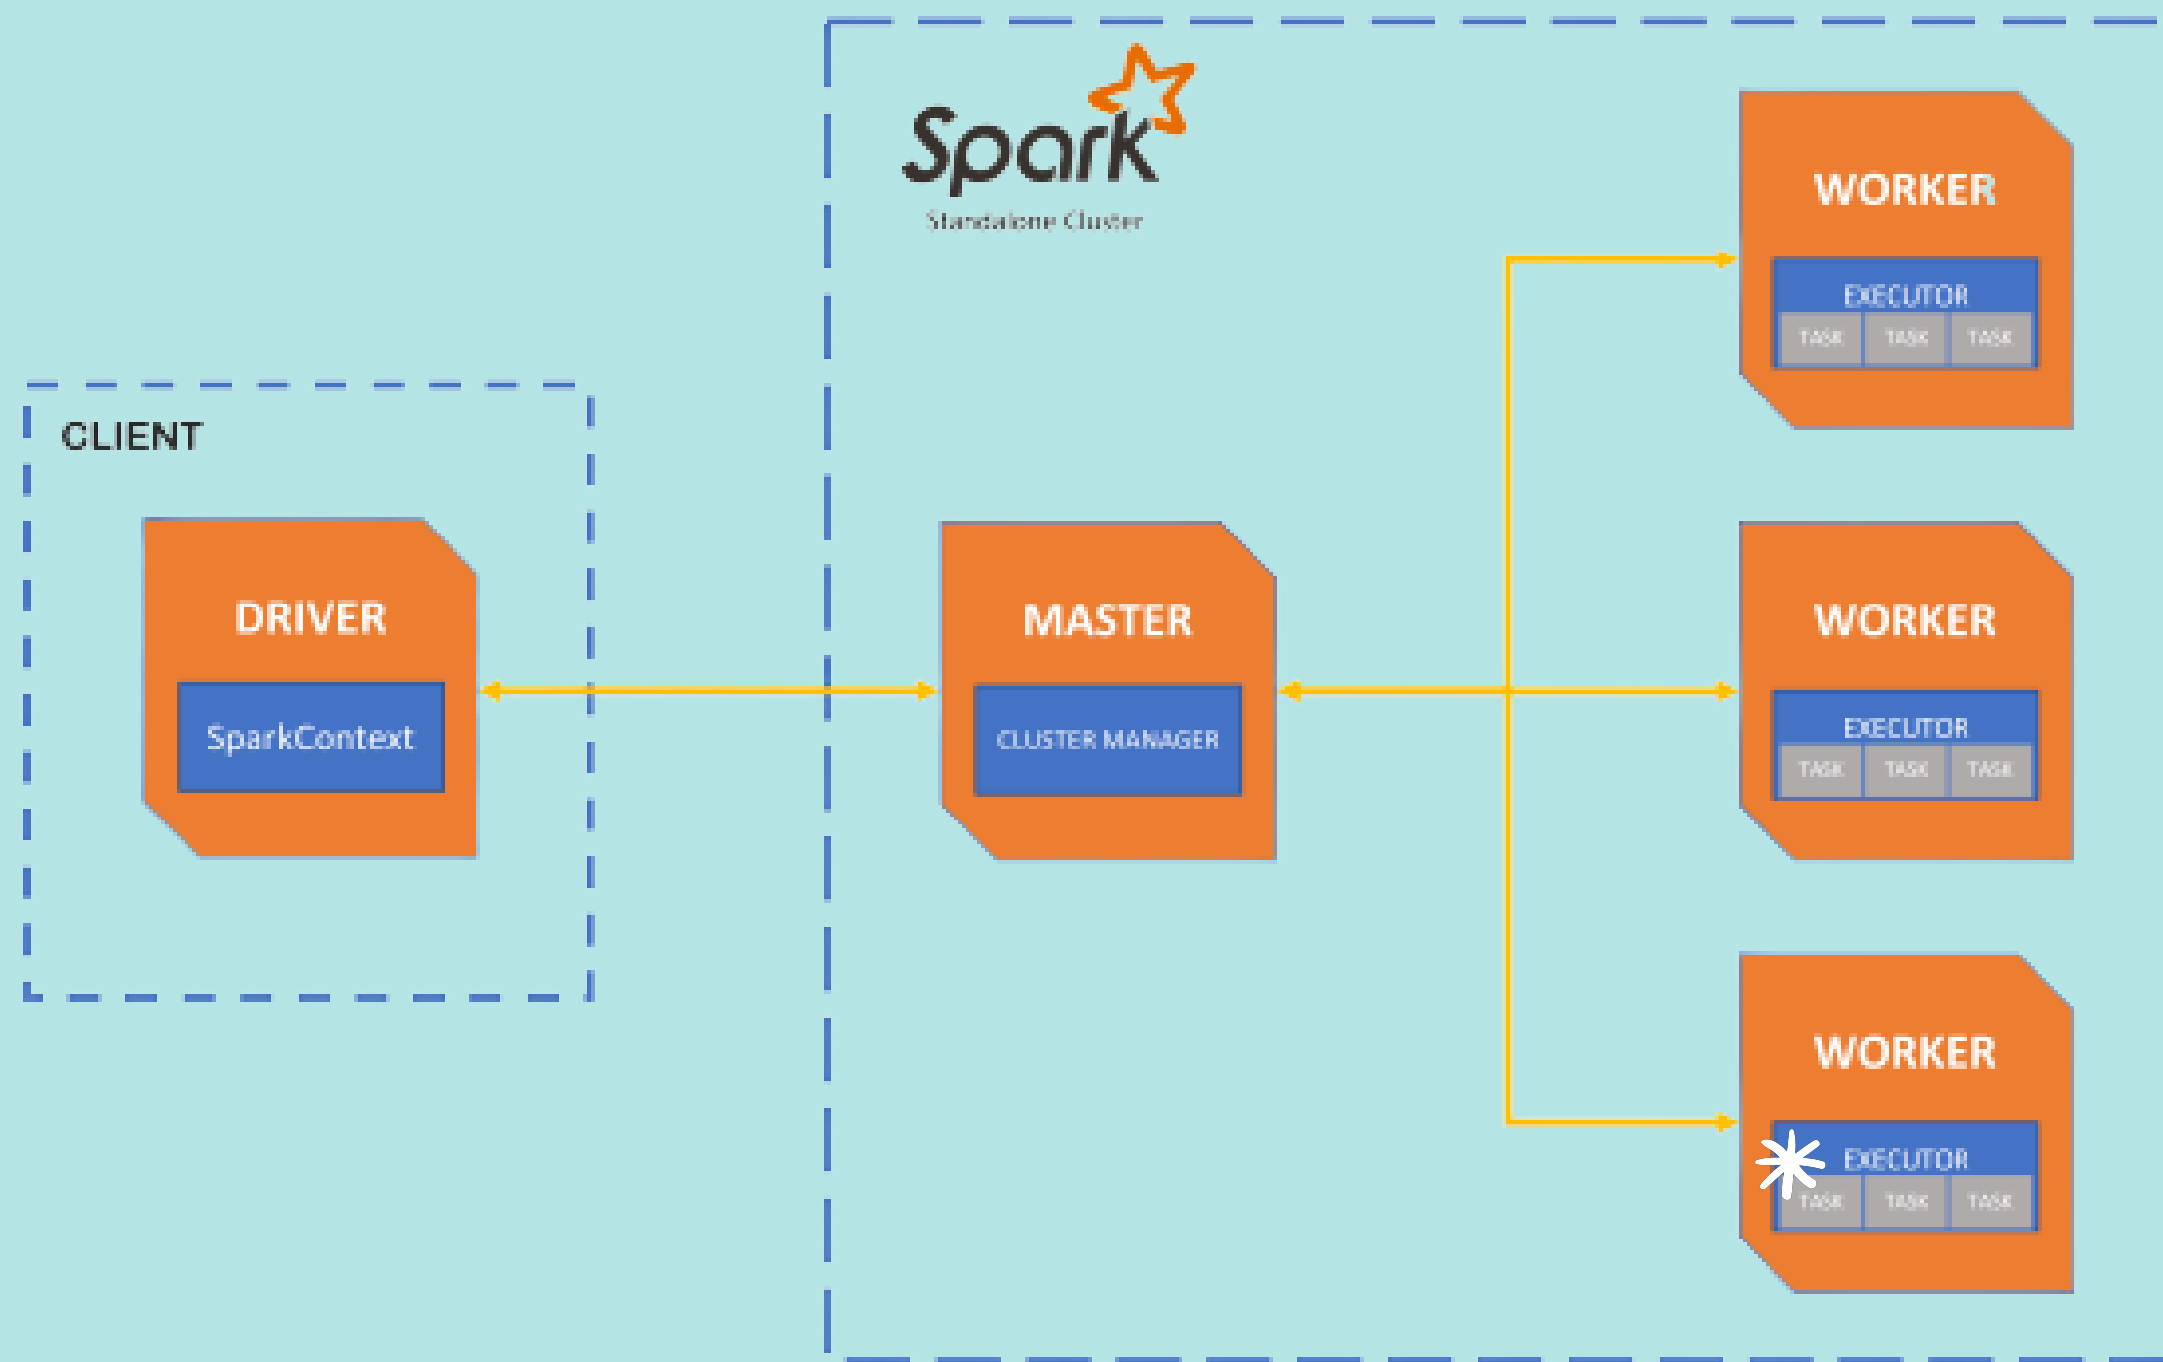 Spark
Standalone Cluster
CLIENT
DRIVER
SparkContext
MASTER
CLUSTER MANAGER
WORKER
EXECUTOR
TASK TASK TASK
WORKER
EXECUTOR
TASK TASK TASK
WORKER
EXECUTOR
TASK TASK TASK